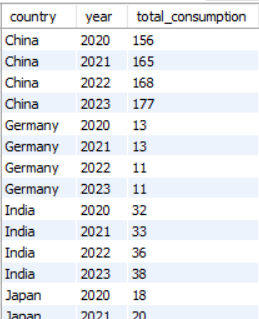 country year total_consumption
China 2020 156
China 2021 165
China 2022 168
China 2023 177
Germany 2020 13
Germany 2021 13
Germany 2022 11
Germany 2023 11
India 2020 32
India 2021 33
India 2022 36
India 2023 38
Japan 2020 18
Japan 2021 20